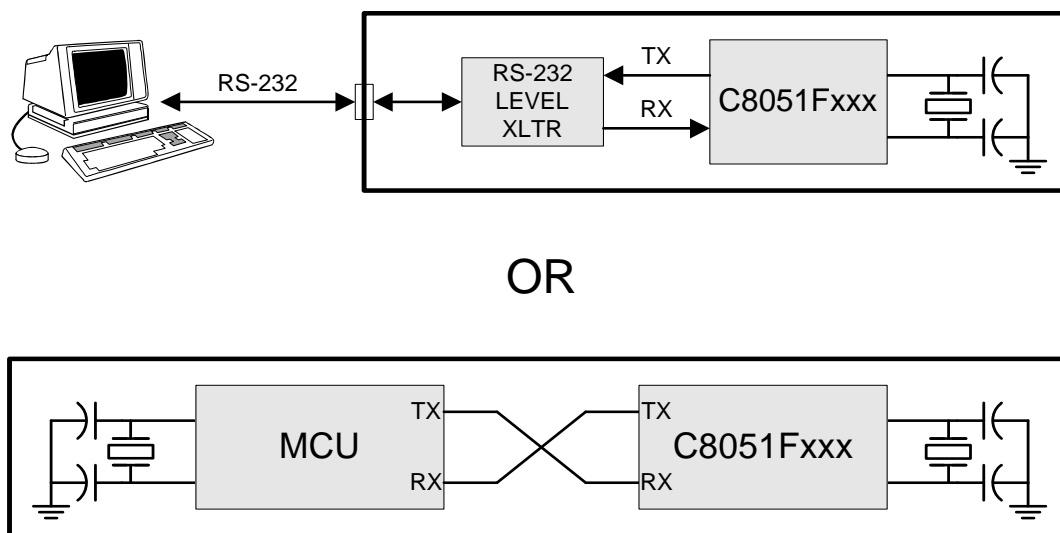 RS-232
RS-232
LEVEL
XLTR
TX
RX
C8051Fxxx
OR
TX
RX
MCU
TX
RX
C8051Fxxx